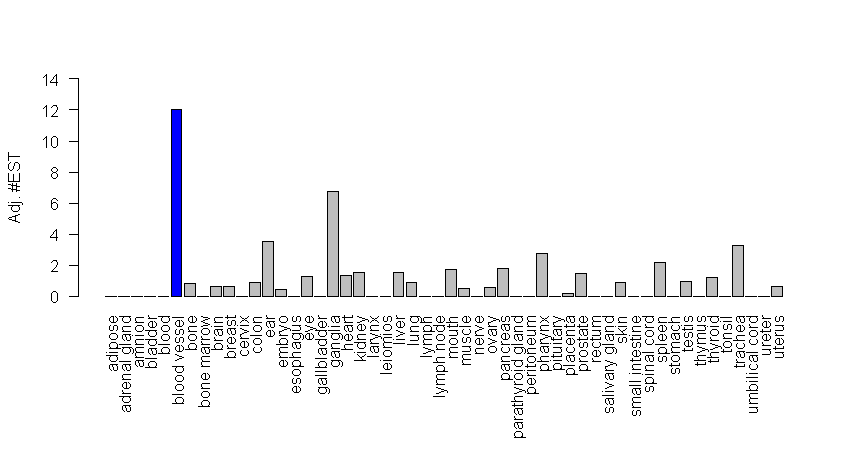 Adj. #EST
14
12
10
8
6
4
2
0
adipose
adrenal gland
amnion
bladder
blood
blood vessel
bone
bone marrow
brain
breast
cervix
colon
ear
embryo
esophagus
eye
gallbladder
ganglia
heart
kidney
larynx
leiomios
liver
lung
lymph
lymph node
mouth
muscle
nerve
ovary
pancreas
parathyroid gland
peritoneum
pharynx
pituitary
placenta
prostate
rectum
salivary gland
skin
small intestine
spinal cord
spleen
stomach
testis
thymus
thyroid
tonsil
trachea
umbilical cord
ureter
uterus